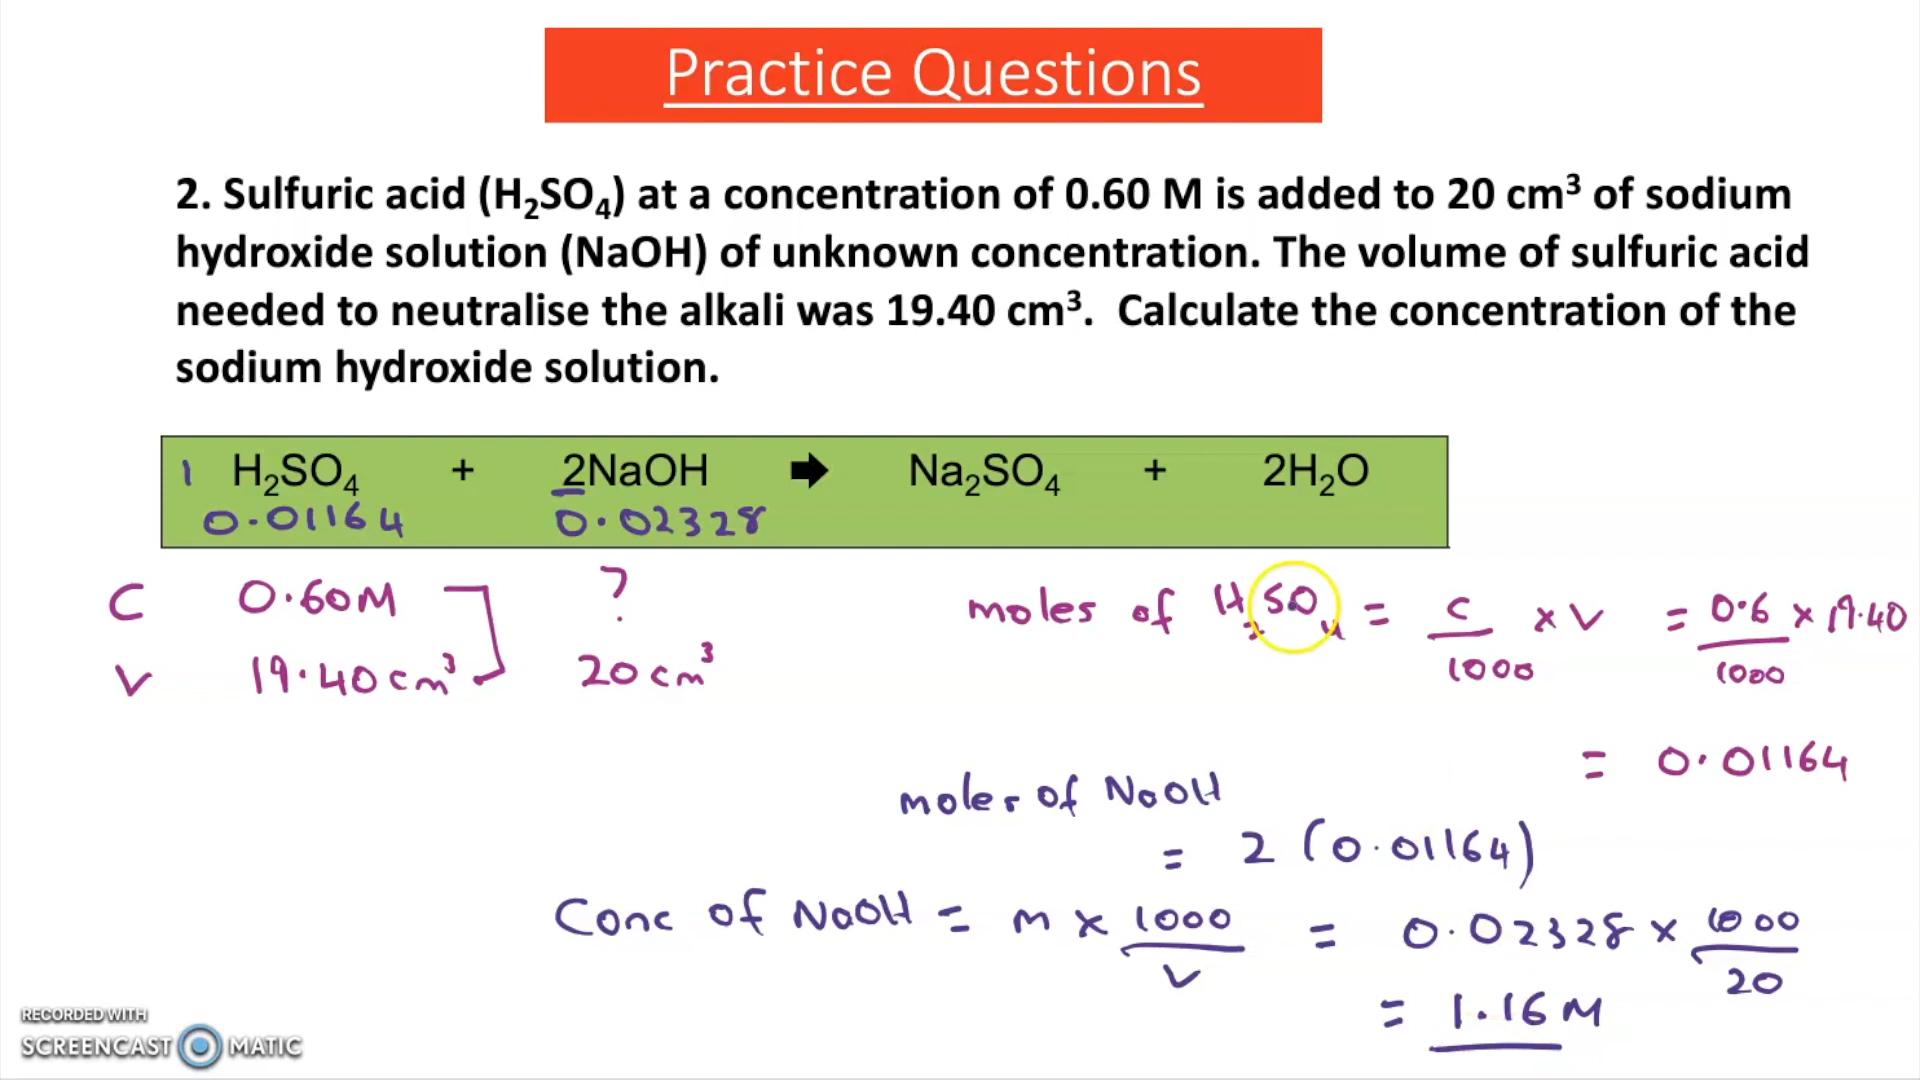 Practice Questions
2. Sulfuric acid (H₂SO₄) at a concentration of 0.60 M is added to 20 cm³ of sodium
hydroxide solution (NaOH) of unknown concentration. The volume of sulfuric acid
needed to neutralise the alkali was 19.40 cm³. Calculate the concentration of the
sodium hydroxide solution.
1 H₂SO₄ + 2NaOH 🡆 Na₂SO₄ + 2H₂O
0.01164 0.02328
C 0.60M ?
V 19.40cm³ 20cm³
moles of H₂SO₄ = C/1000 × V = 0.6/1000 × 19.40
= 0.01164
moles of NaOH
= 2 (0.01164)
Conc of NaOH = m × 1000/V = 0.02328 × 1000/20
= 1.16M
RECORDED WITH
SCREENCAST MATIC